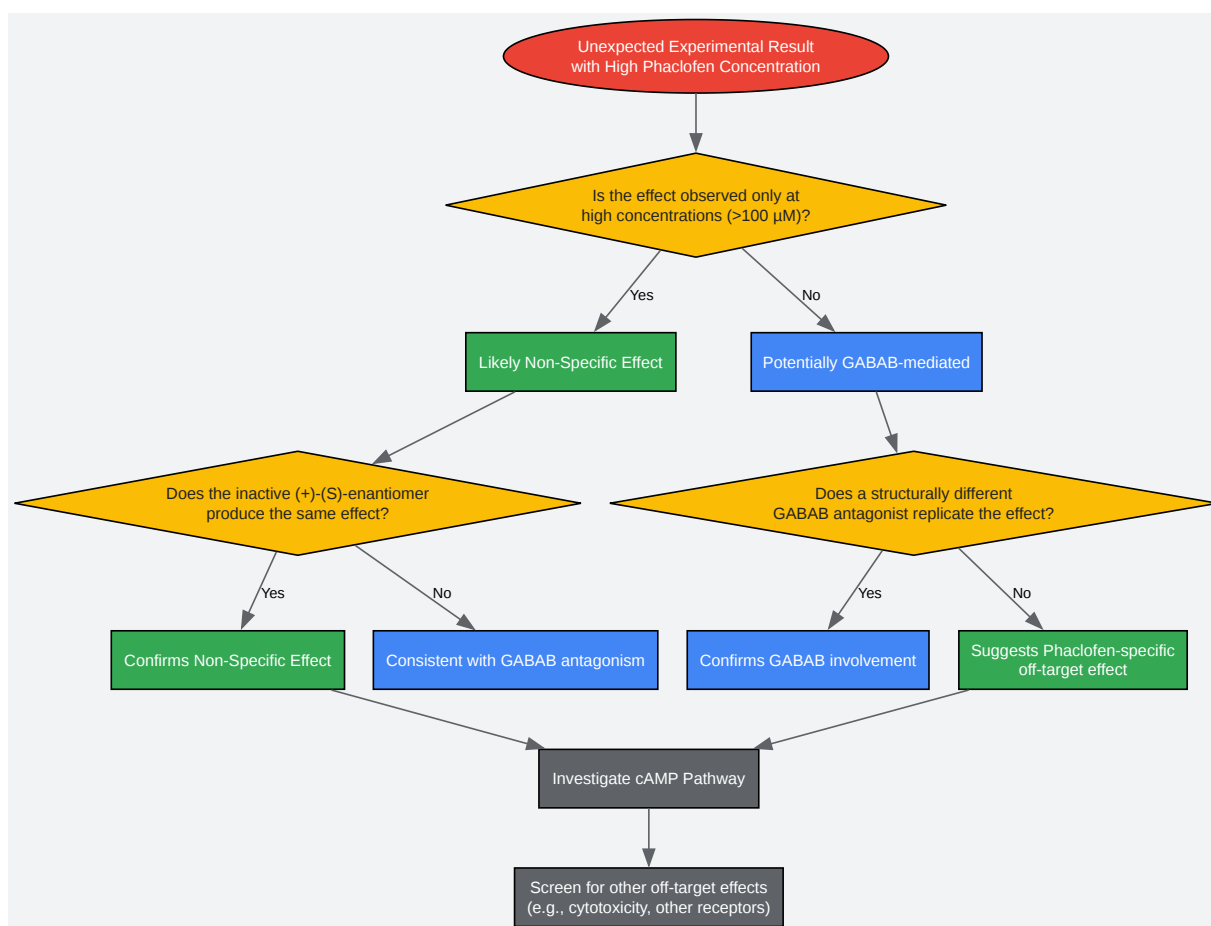 Unexpected Experimental Result
with High Phaclofen Concentration
Is the effect observed only at
high concentrations (>100 µM)?
Yes
No
Likely Non-Specific Effect
Potentially GABAB-mediated
Does the inactive (+)-(S)-enantiomer
produce the same effect?
Does a structurally different
GABAB antagonist replicate the effect?
Yes
No
Yes
No
Confirms Non-Specific Effect
Consistent with GABAB antagonism
Confirms GABAB involvement
Suggests Phaclofen-specific
off-target effect
Investigate cAMP Pathway
Screen for other off-target effects
(e.g., cytotoxicity, other receptors)